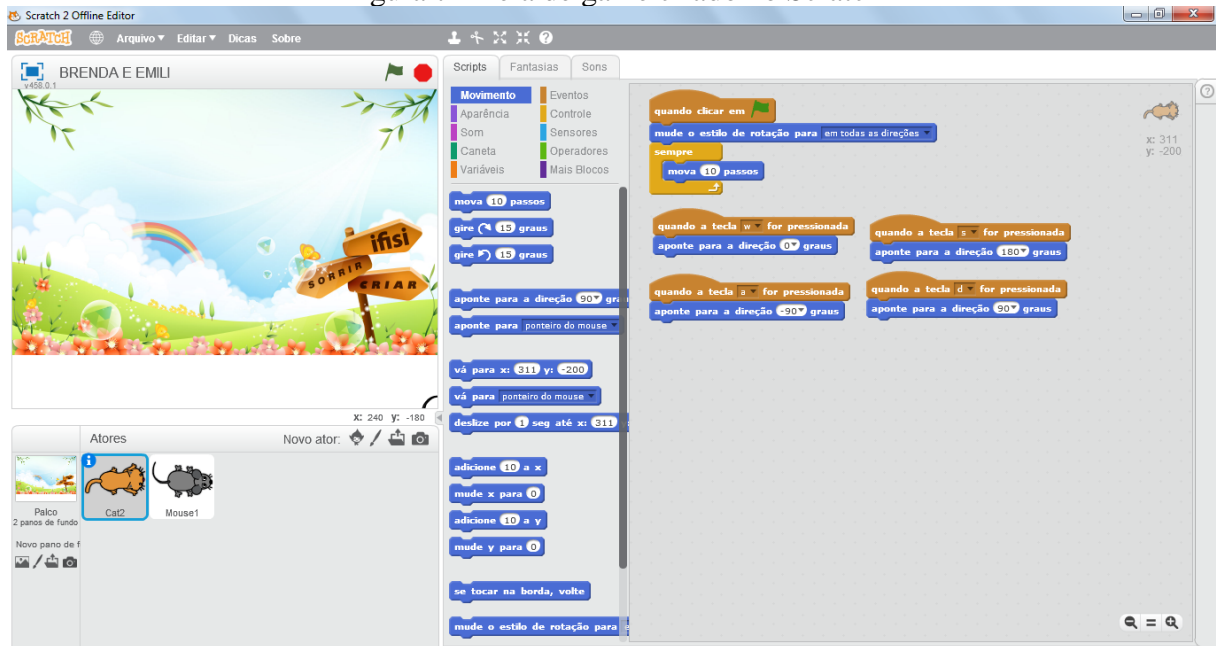 Scratch 2 Offline Editor
SCRATCH Arquivo Editar Dicas Sobre
BRENDA E EMILI
v456.0.1
ifisi
SORRIR
CRIAR
X: 240 y: -180
Atores
Novo ator:
Palco
2 panos de fundo
Novo pano de f
Cat2
Mouse1
Scripts Fantasias Sons
Movimento Eventos
Aparência Controle
Som Sensores
Caneta Operadores
Variáveis Mais Blocos
mova 10 passos
gire 15 graus
gire 15 graus
aponte para a direção 90 gra
aponte para ponteiro do mouse
vá para x: 311 y: -200
vá para ponteiro do mouse
deslize por 1 seg até x: 311
adicione 10 a x
mude x para 0
adicione 10 a y
mude y para 0
se tocar na borda, volte
mude o estilo de rotação para
quando clicar em
mude o estilo de rotação para em todas as direções
sempre
mova 10 passos
quando a tecla w for pressionada
aponte para a direção 0 graus
quando a tecla s for pressionada
aponte para a direção 180 graus
quando a tecla a for pressionada
aponte para a direção -90 graus
quando a tecla d for pressionada
aponte para a direção 90 graus
x: 311
y: -200